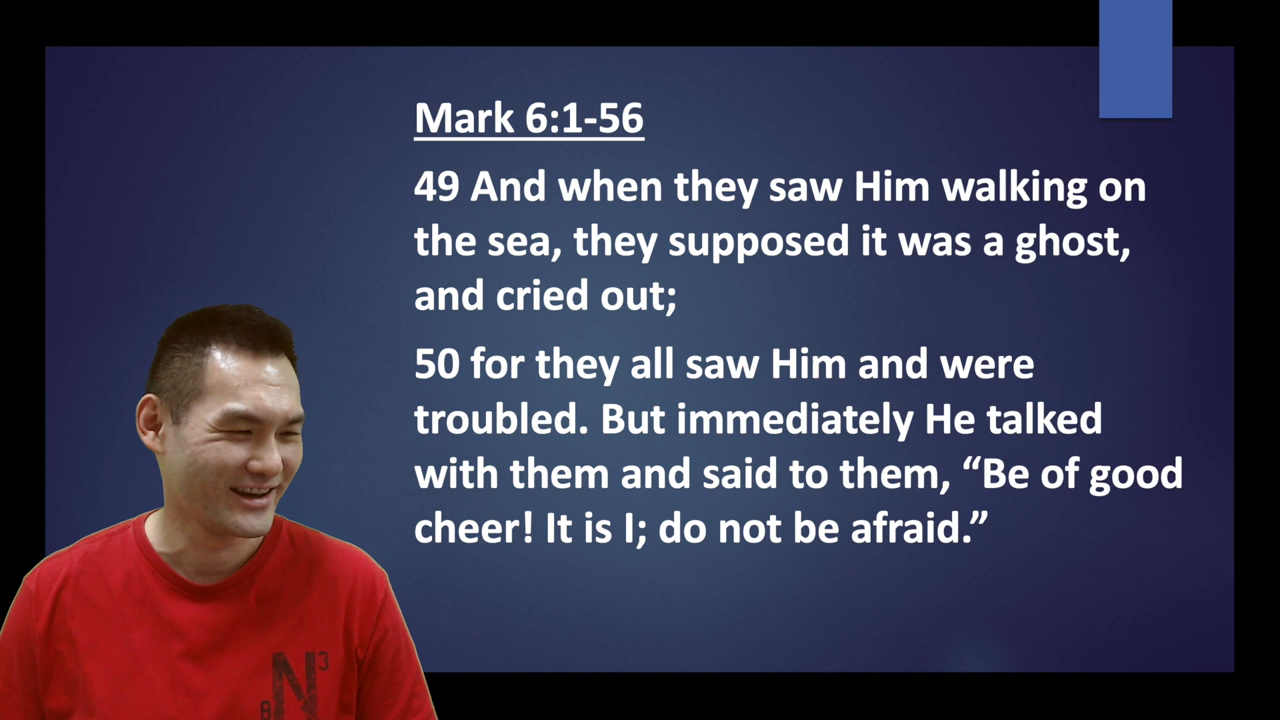 Mark 6:1-56
49 And when they saw Him walking on
the sea, they supposed it was a ghost,
and cried out;
50 for they all saw Him and were
troubled. But immediately He talked
with them and said to them, “Be of good
cheer! It is I; do not be afraid.”
N3
8